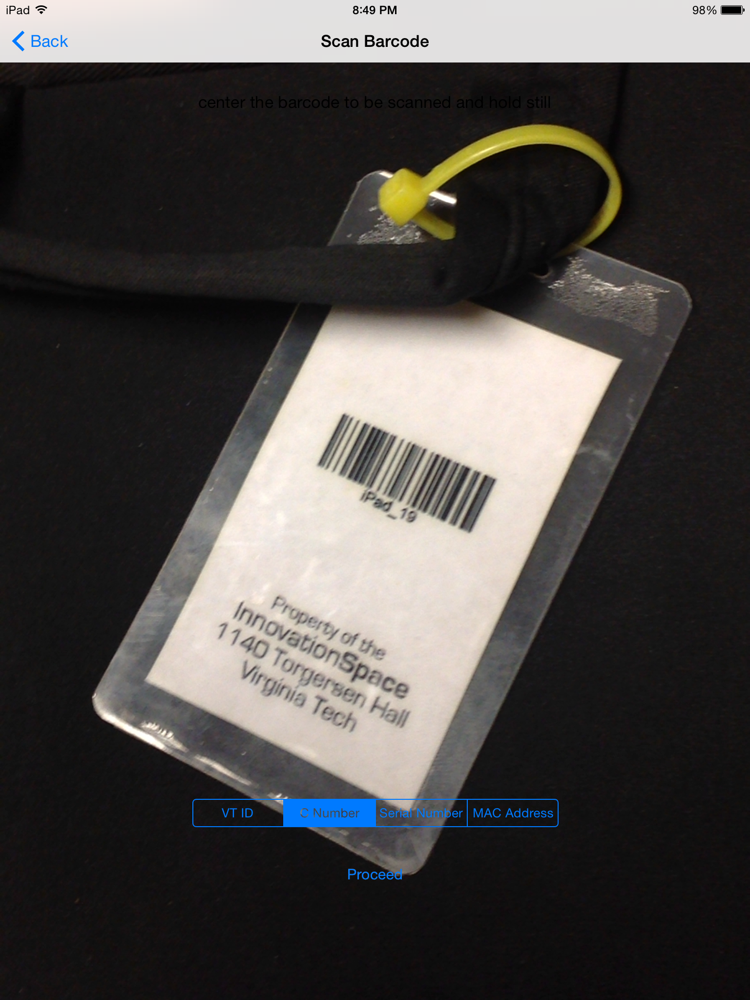 iPad 8:49 PM 98%
Back Scan Barcode
center the barcode to be scanned and hold still
iPad_19
Property of the
InnovationSpace
1140 Torgersen Hall
Virginia Tech
VT ID C Number Serial Number MAC Address
Proceed